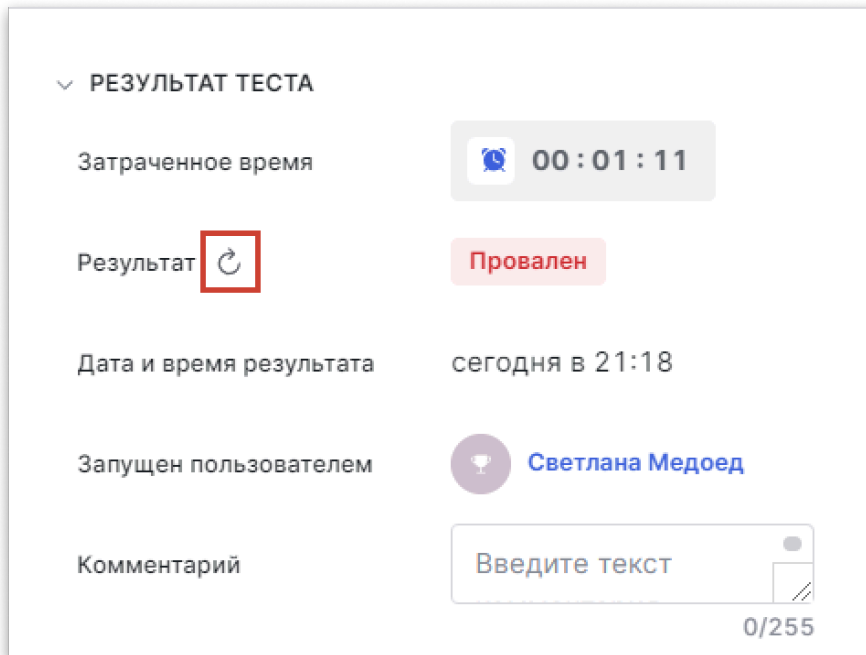 РЕЗУЛЬТАТ ТЕСТА
Затраченное время 00 : 01 : 11
Результат Провален
Дата и время результата сегодня в 21:18
Запущен пользователем Светлана Медоед
Комментарий Введите текст
0/255